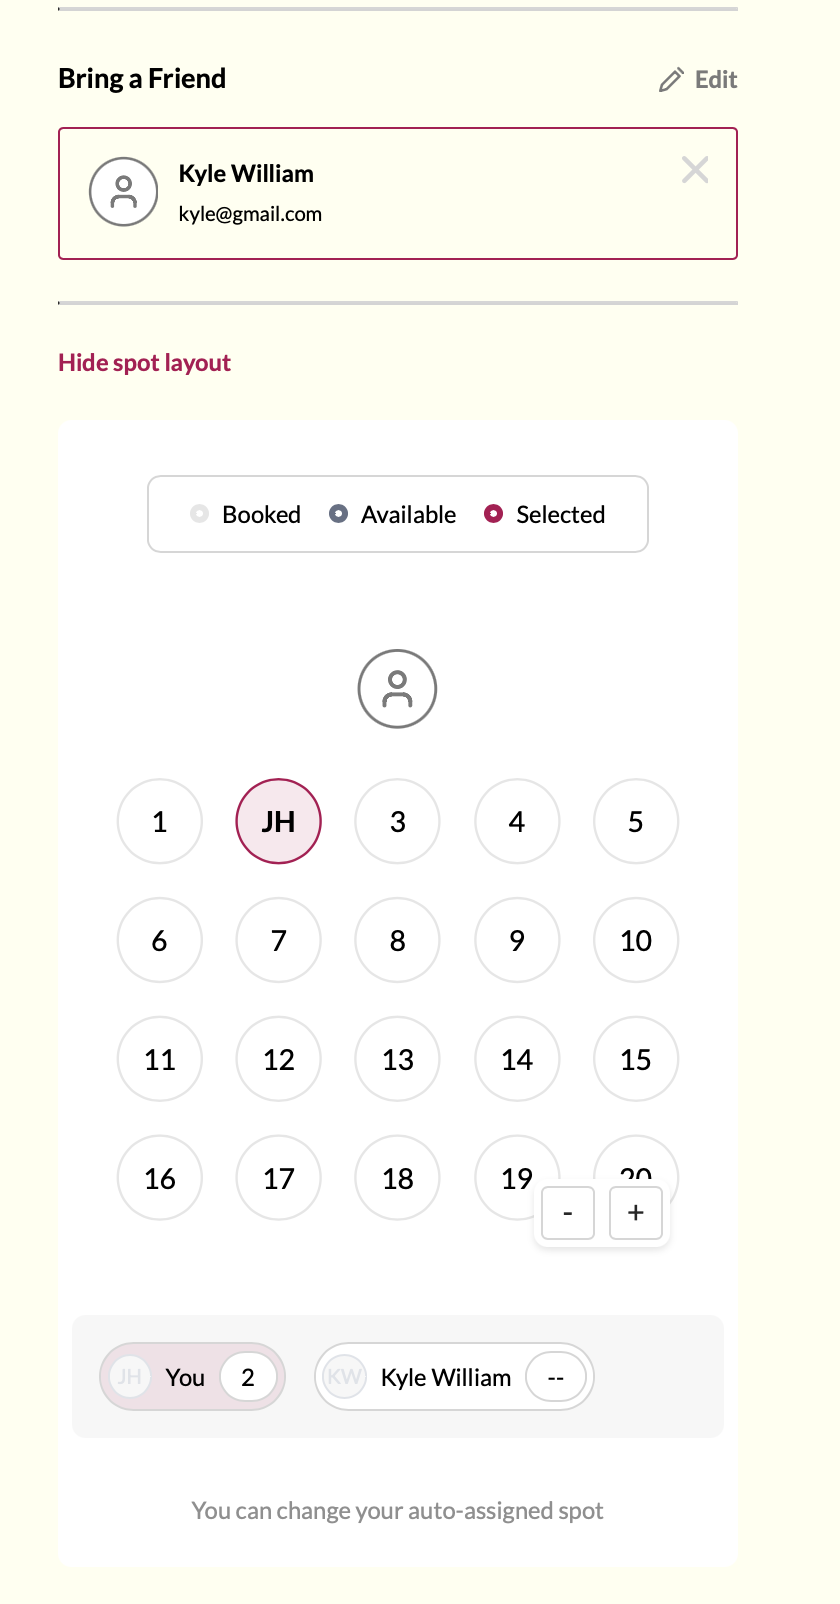 Bring a Friend
Edit
Kyle William
kyle@gmail.com
Hide spot layout
Booked Available Selected
1 JH 3 4 5
6 7 8 9 10
11 12 13 14 15
16 17 18 19 20
- +
JH You 2 KW Kyle William --
You can change your auto-assigned spot